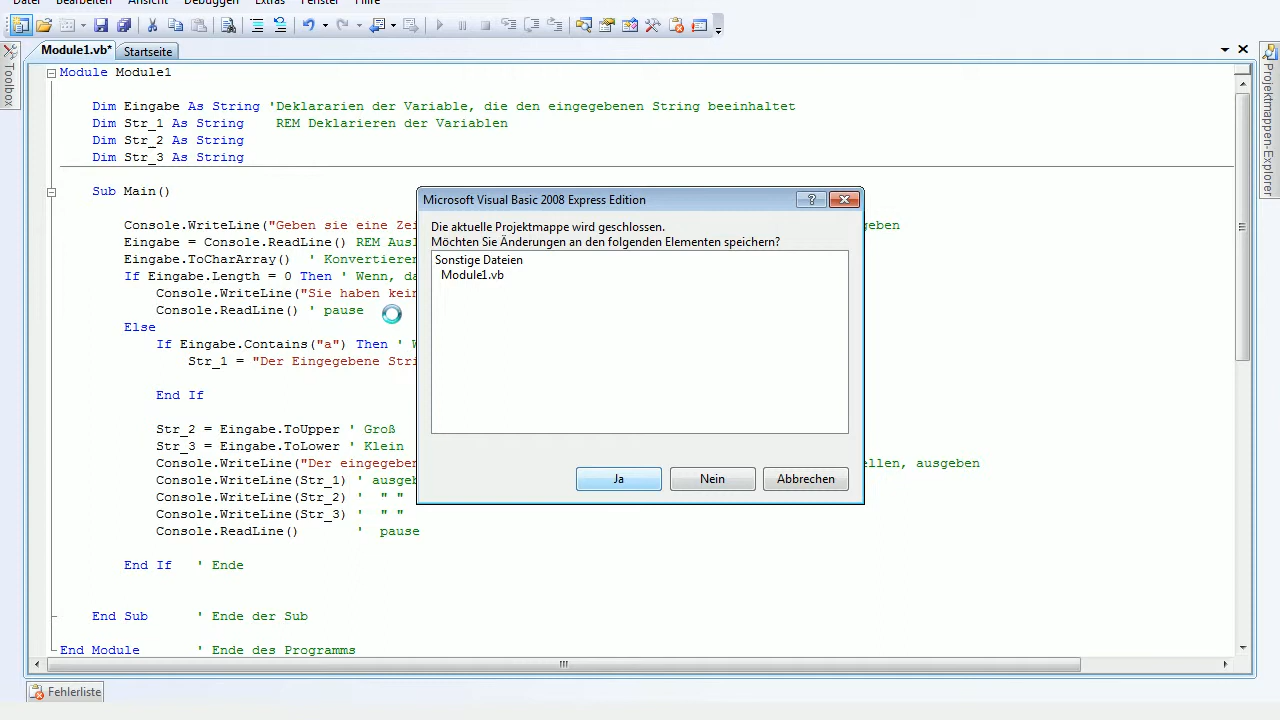 Datei Bearbeiten Ansicht Debuggen Extras Fenster Hilfe
Module1.vb* Startseite
Toolbox
Projektmappen-Explorer
Module Module1
Dim Eingabe As String 'Deklararien der Variable, die den eingegebenen String beeinhaltet
Dim Str_1 As String REM Deklarieren der Variablen
Dim Str_2 As String
Dim Str_3 As String
Sub Main()
Console.WriteLine("Geben sie eine Zei
Eingabe = Console.ReadLine() REM Ausl
Eingabe.ToCharArray() ' Konvertieren
If Eingabe.Length = 0 Then ' Wenn, da
Console.WriteLine("Sie haben kein
Console.ReadLine() ' pause
Else
If Eingabe.Contains("a") Then ' W
Str_1 = "Der Eingegebene Stri
End If
Str_2 = Eingabe.ToUpper ' Groß
Str_3 = Eingabe.ToLower ' Klein
Console.WriteLine("Der eingegeben ellen, ausgeben
Console.WriteLine(Str_1) ' ausgeb
Console.WriteLine(Str_2) ' " "
Console.WriteLine(Str_3) ' " "
Console.ReadLine() ' pause
End If ' Ende
End Sub ' Ende der Sub
End Module ' Ende des Programms
Microsoft Visual Basic 2008 Express Edition
Die aktuelle Projektmappe wird geschlossen.
Möchten Sie Änderungen an den folgenden Elementen speichern?
Sonstige Dateien
Module1.vb
Ja Nein Abbrechen
Fehlerliste